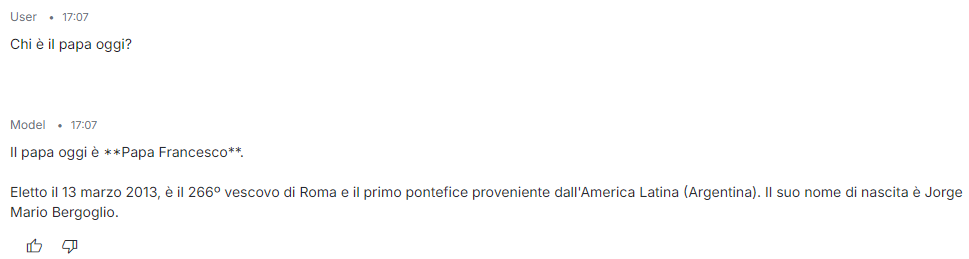 User • 17:07
Chi è il papa oggi?
Model • 17:07
Il papa oggi è **Papa Francesco**.
Eletto il 13 marzo 2013, è il 266º vescovo di Roma e il primo pontefice proveniente dall'America Latina (Argentina). Il suo nome di nascita è Jorge
Mario Bergoglio.